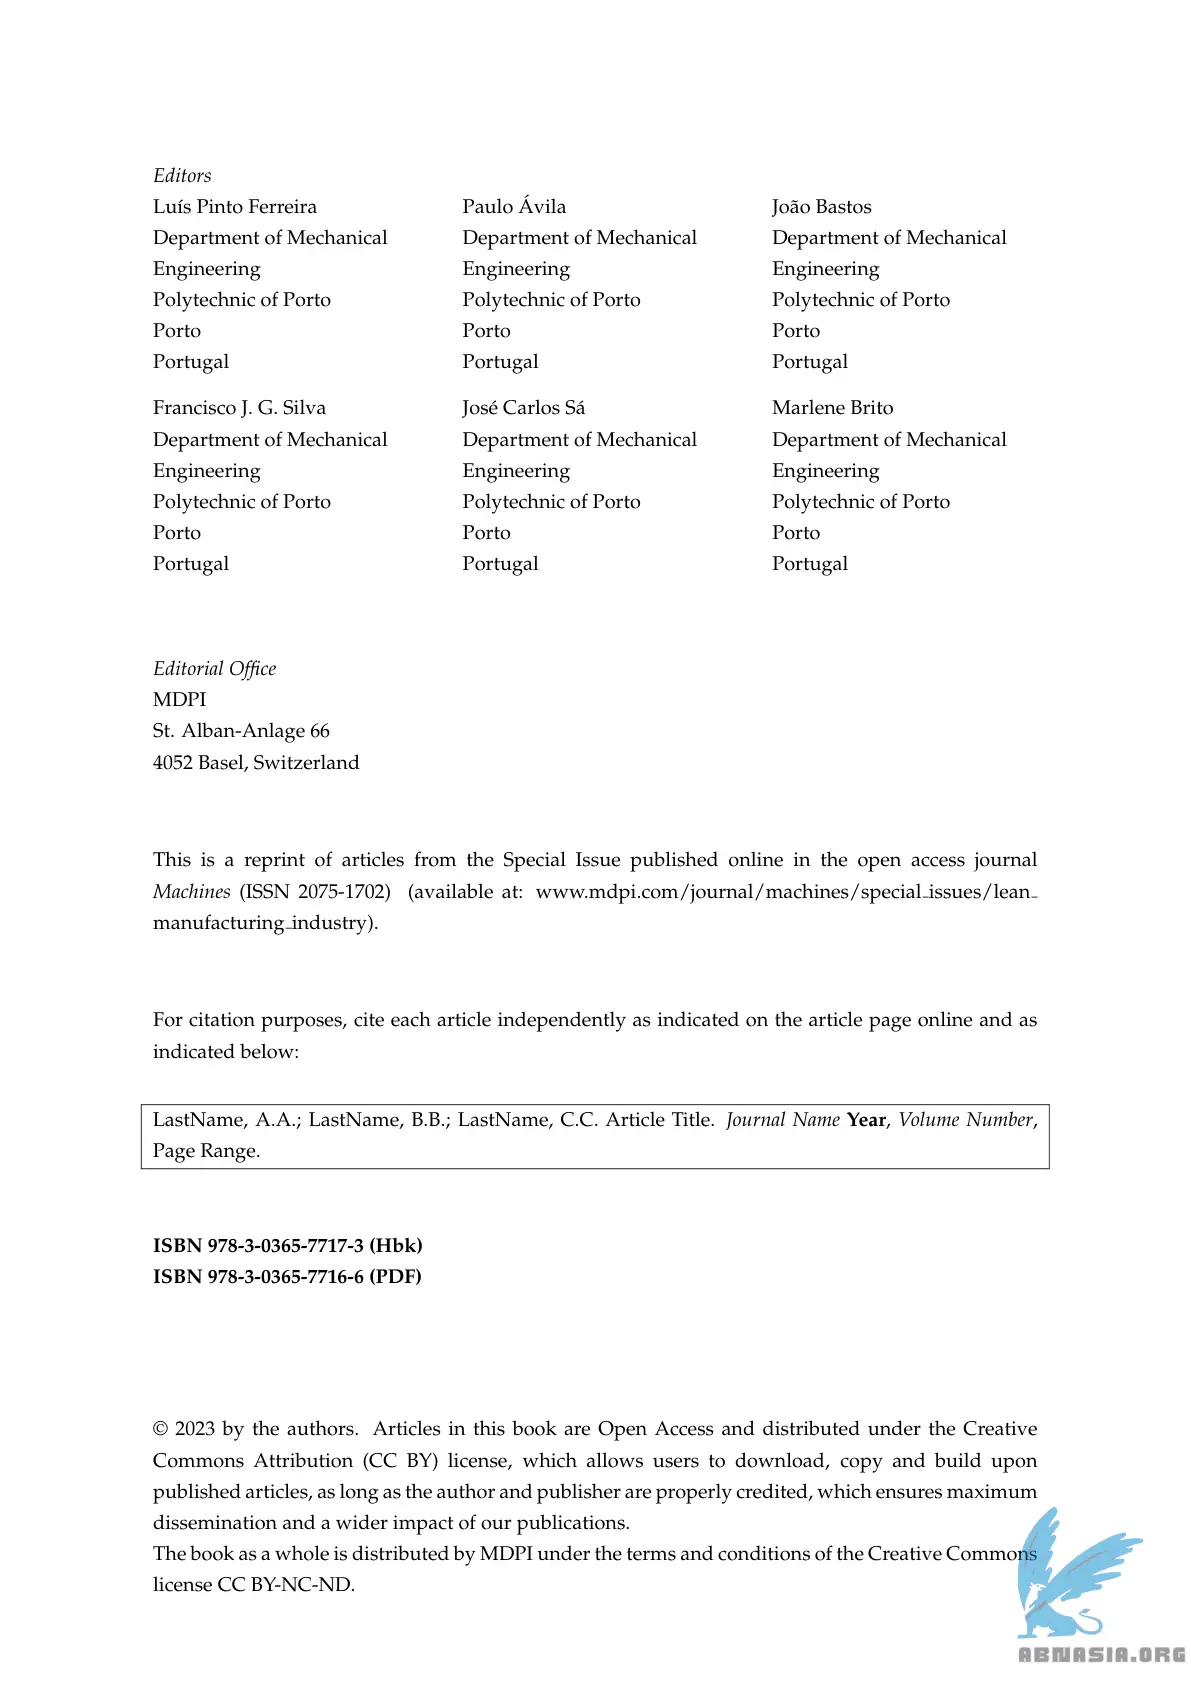 Editors
Luís Pinto Ferreira
Department of Mechanical
Engineering
Polytechnic of Porto
Porto
Portugal
Paulo Ávila
Department of Mechanical
Engineering
Polytechnic of Porto
Porto
Portugal
João Bastos
Department of Mechanical
Engineering
Polytechnic of Porto
Porto
Portugal
Francisco J. G. Silva
Department of Mechanical
Engineering
Polytechnic of Porto
Porto
Portugal
José Carlos Sá
Department of Mechanical
Engineering
Polytechnic of Porto
Porto
Portugal
Marlene Brito
Department of Mechanical
Engineering
Polytechnic of Porto
Porto
Portugal
Editorial Office
MDPI
St. Alban-Anlage 66
4052 Basel, Switzerland
This is a reprint of articles from the Special Issue published online in the open access journal
Machines (ISSN 2075-1702) (available at: www.mdpi.com/journal/machines/special_issues/lean_
manufacturing_industry).
For citation purposes, cite each article independently as indicated on the article page online and as
indicated below:
LastName, A.A.; LastName, B.B.; LastName, C.C. Article Title. Journal Name Year, Volume Number,
Page Range.
ISBN 978-3-0365-7717-3 (Hbk)
ISBN 978-3-0365-7716-6 (PDF)
© 2023 by the authors. Articles in this book are Open Access and distributed under the Creative
Commons Attribution (CC BY) license, which allows users to download, copy and build upon
published articles, as long as the author and publisher are properly credited, which ensures maximum
dissemination and a wider impact of our publications.
The book as a whole is distributed by MDPI under the terms and conditions of the Creative Commons
license CC BY-NC-ND.
ABNASIA.ORG